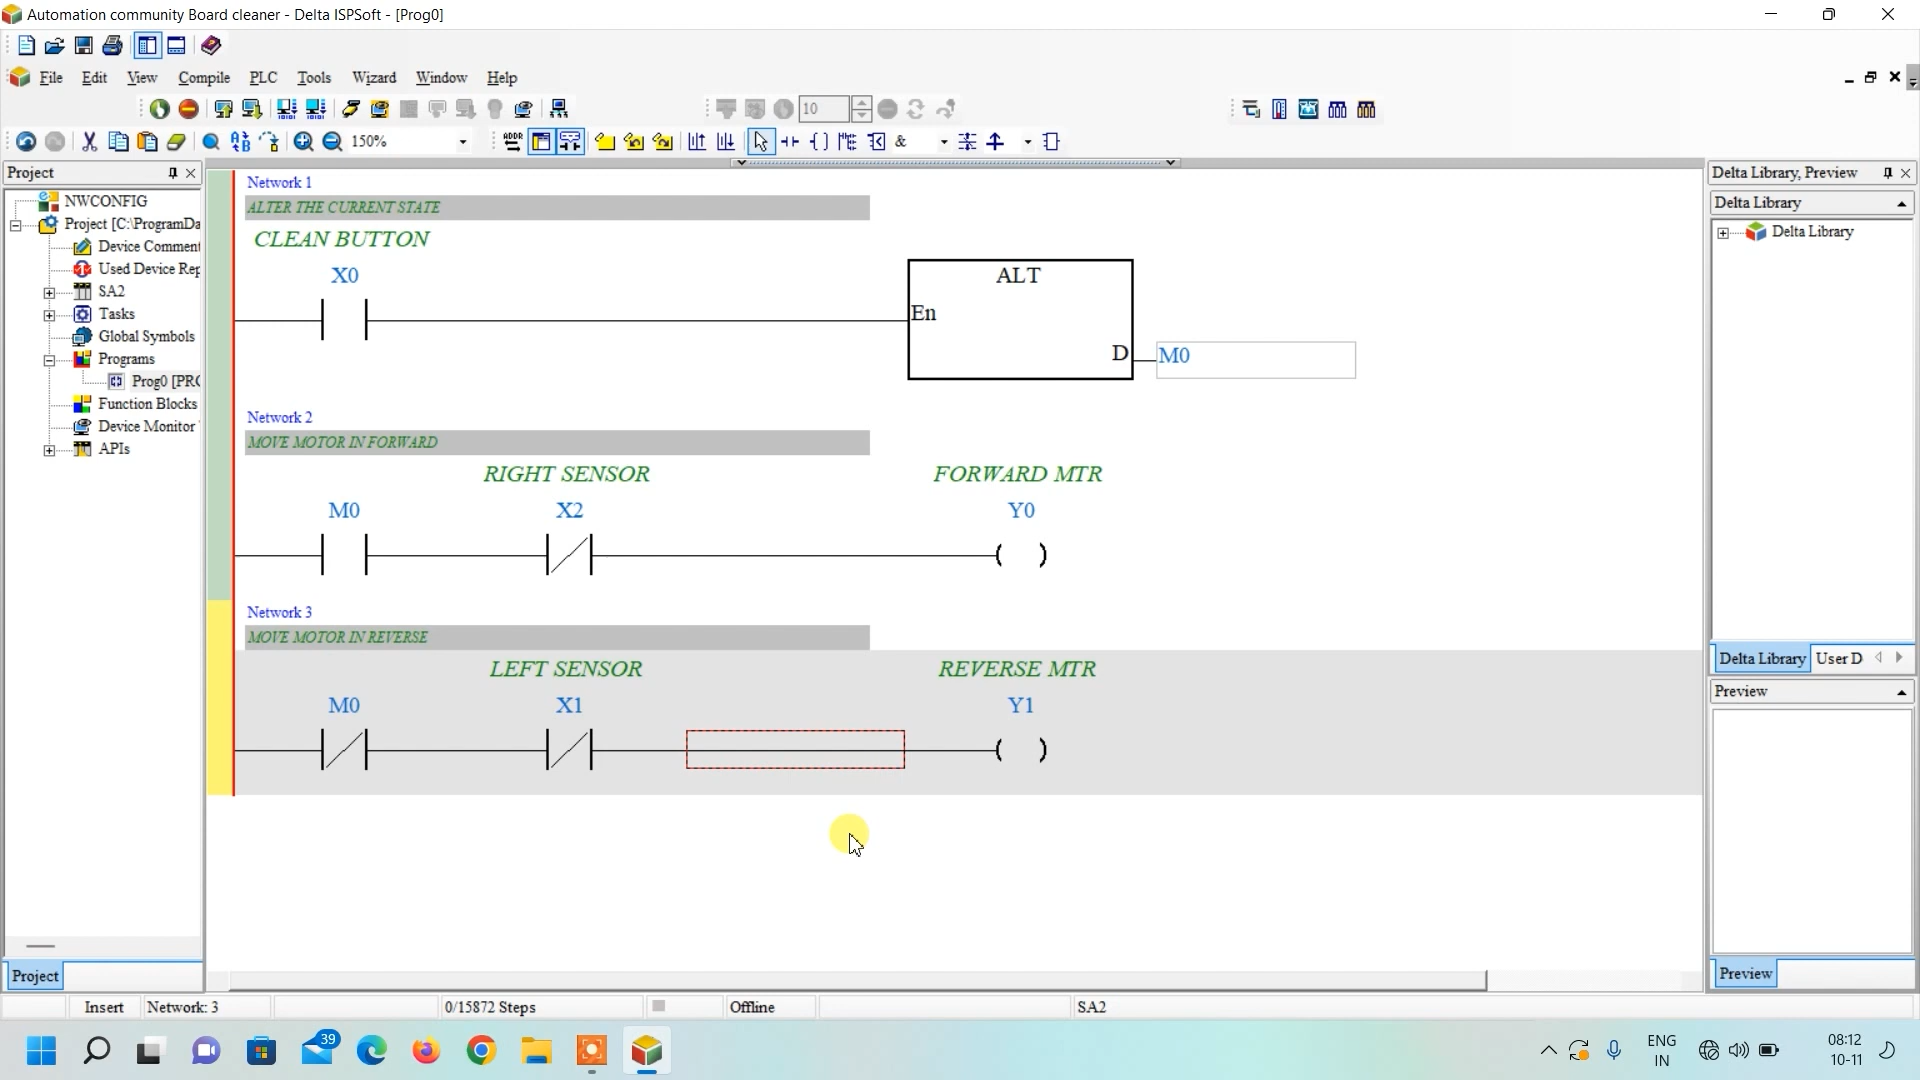 Automation community Board cleaner - Delta ISPSoft - [Prog0]
File Edit View Compile PLC Tools Wizard Window Help
10
150%
ADDR
&
Project
NWCONFIG
Project [C:\ProgramDa
Device Comment
Used Device Rep
SA2
Tasks
Global Symbols
Programs
Prog0 [PRO
Function Blocks
Device Monitor
APIs
Project
Network 1
ALTER THE CURRENT STATE
CLEAN BUTTON
X0
ALT
En
D
M0
Network 2
MOVE MOTOR IN FORWARD
RIGHT SENSOR
FORWARD MTR
M0
X2
Y0
Network 3
MOVE MOTOR IN REVERSE
LEFT SENSOR
REVERSE MTR
M0
X1
Y1
Delta Library, Preview
Delta Library
Delta Library
Delta Library
User D
Preview
Preview
Insert
Network: 3
0/15872 Steps
Offline
SA2
39
ENG
IN
08:12
10-11